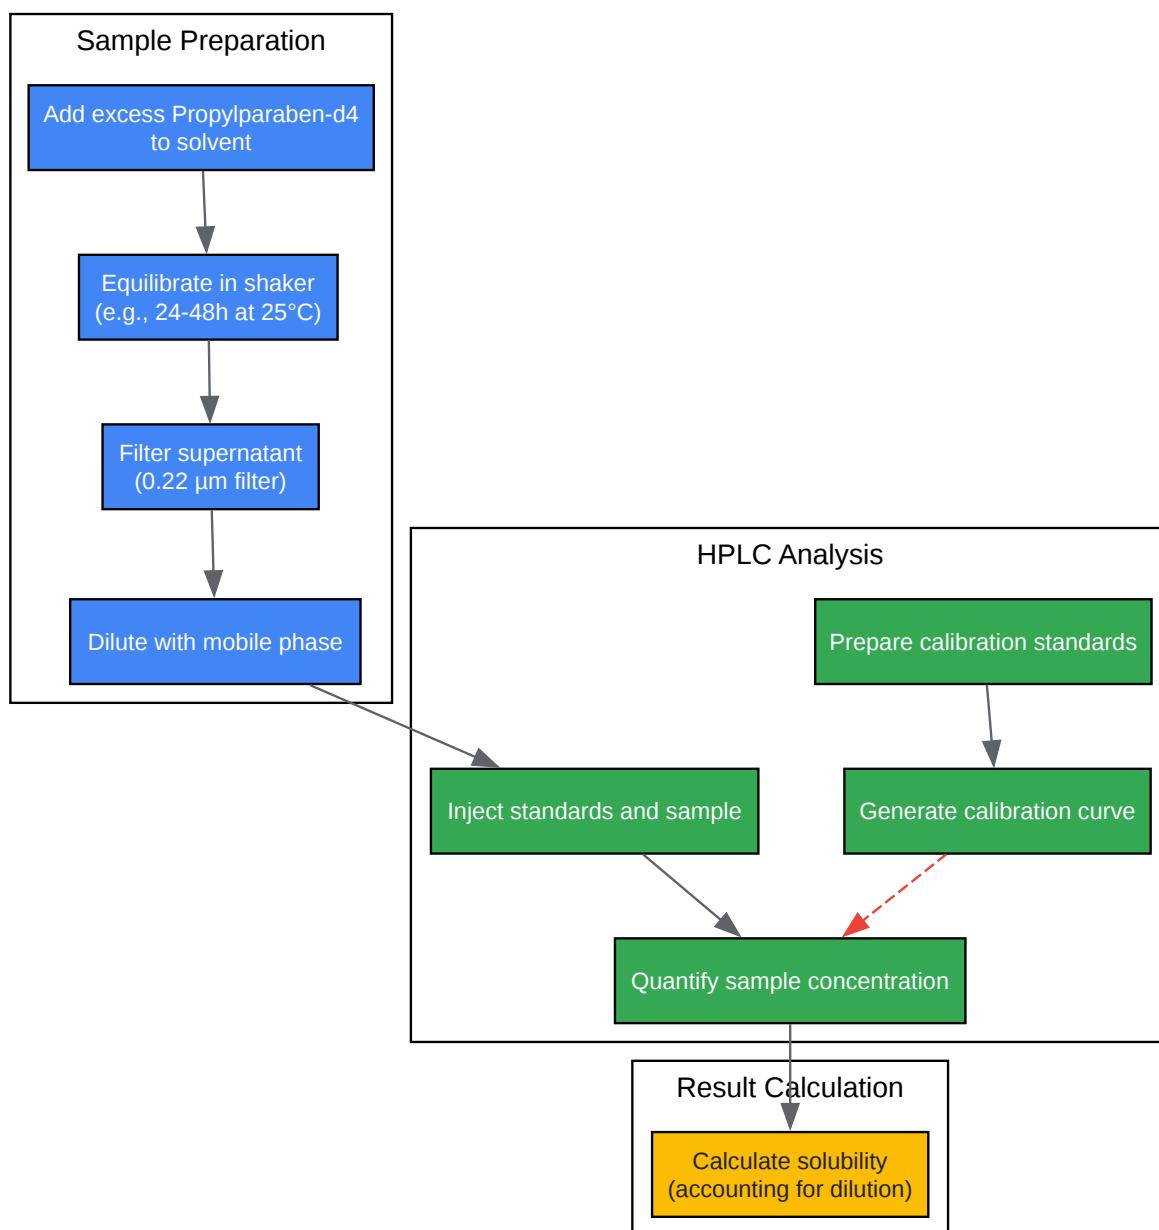 Sample Preparation
Add excess Propylparaben-d4
to solvent
Equilibrate in shaker
(e.g., 24-48h at 25°C)
Filter supernatant
(0.22 µm filter)
Dilute with mobile phase
HPLC Analysis
Prepare calibration standards
Inject standards and sample
Generate calibration curve
Quantify sample concentration
Result Calculation
Calculate solubility
(accounting for dilution)